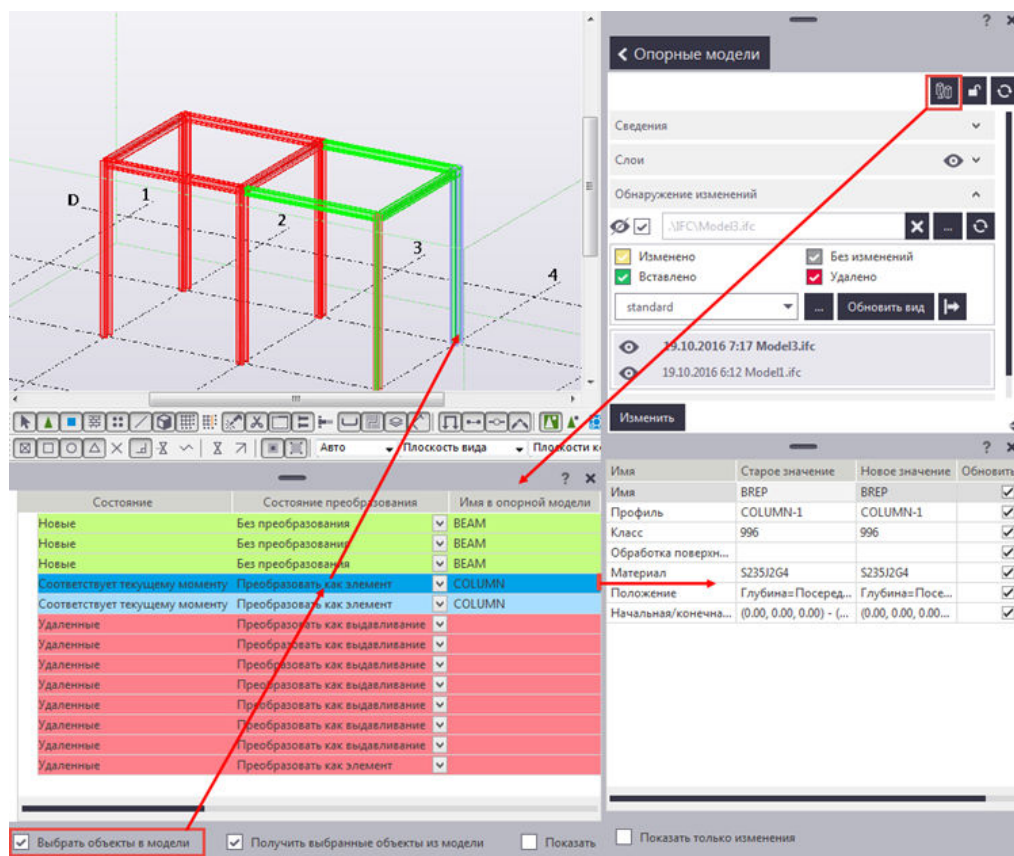 D
1
2
3
4
?
Опорные модели
Сведения
Слои
Обнаружение изменений
.\IFC\Model3.ifc
...
Изменено
Без изменений
Вставлено
Удалено
standard
...
Обновить вид
19.10.2016 7:17 Model3.ifc
19.10.2016 6:12 Model1.ifc
Изменить
Авто
Плоскость вида
?
Состояние
Состояние преобразования
Имя в опорной модели
Новые Без преобразования BEAM
Новые Без преобразования BEAM
Новые Без преобразования BEAM
Соответствует текущему моменту Преобразовать как элемент COLUMN
Соответствует текущему моменту Преобразовать как элемент COLUMN
Удаленные Преобразовать как выдавливание
Удаленные Преобразовать как выдавливание
Удаленные Преобразовать как выдавливание
Удаленные Преобразовать как выдавливание
Удаленные Преобразовать как выдавливание
Удаленные Преобразовать как выдавливание
Удаленные Преобразовать как выдавливание
Удаленные Преобразовать как элемент
Выбрать объекты в модели
Получить выбранные объекты из модели
Показать
?
Имя Старое значение Новое значение Обновить
Имя BREP BREP
Профиль COLUMN-1 COLUMN-1
Класс 996 996
Обработка поверхн...
Материал S235J2G4 S235J2G4
Положение Глубина=Посеред... Глубина=Посе...
Начальная/конечна... (0.00, 0.00, 0.00) - (... (0.00, 0.00, 0.00...
Показать только изменения